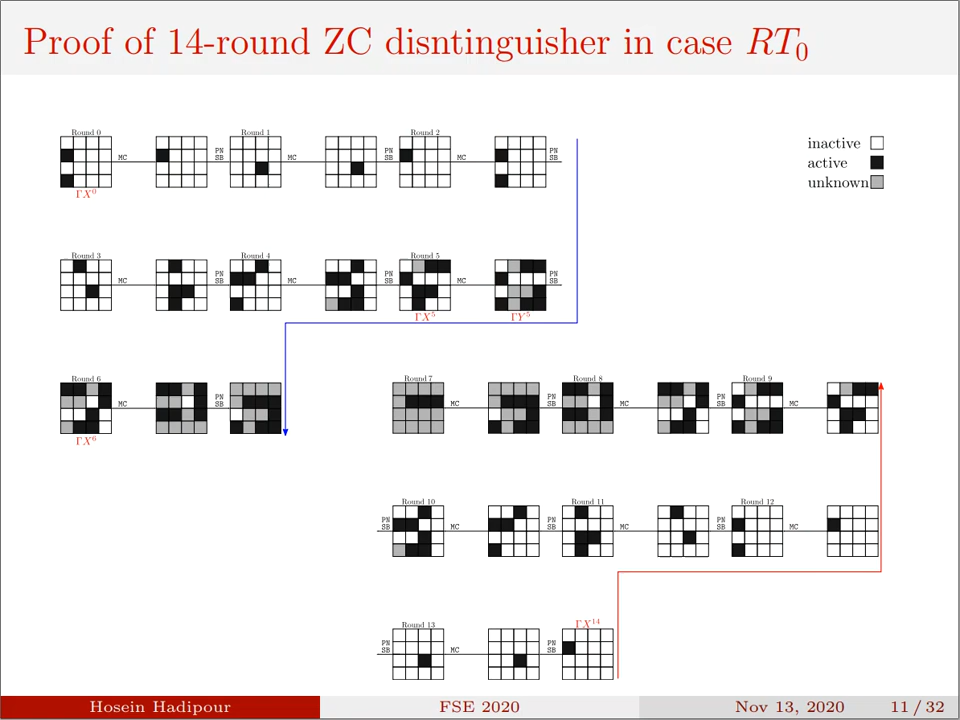 Proof of 14-round ZC disntinguisher in case RT₀
Round 0 Round 1 Round 2
MC PN SB MC PN SB MC PN SB
ΓX⁰
inactive
active
unknown
Round 3 Round 4 Round 5
MC PN SB MC PN SB MC PN SB
ΓX⁵ ΓY⁵
Round 6 Round 7 Round 8 Round 9
MC PN SB MC PN SB MC PN SB MC
ΓX⁶
Round 10 Round 11 Round 12
PN SB MC PN SB MC PN SB MC
Round 13 ΓX¹⁴
PN SB MC PN SB
Hosein Hadipour FSE 2020 Nov 13, 2020 11 / 32